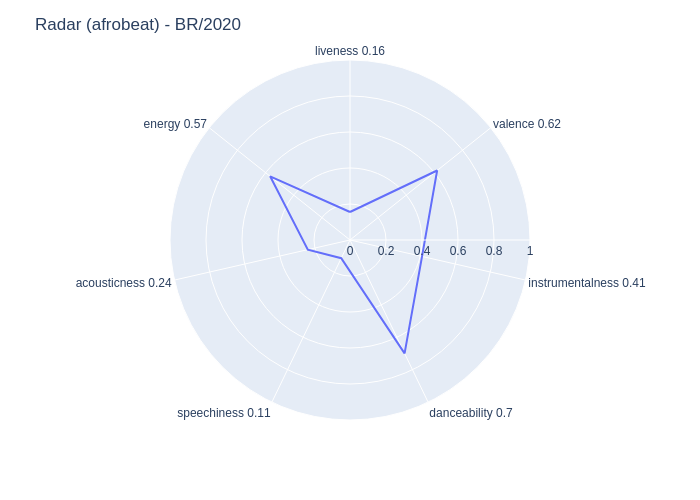 Radar (afrobeat) - BR/2020
liveness 0.16
energy 0.57
valence 0.62
0
0.2
0.4
0.6
0.8
1
acousticness 0.24
instrumentalness 0.41
speechiness 0.11
danceability 0.7